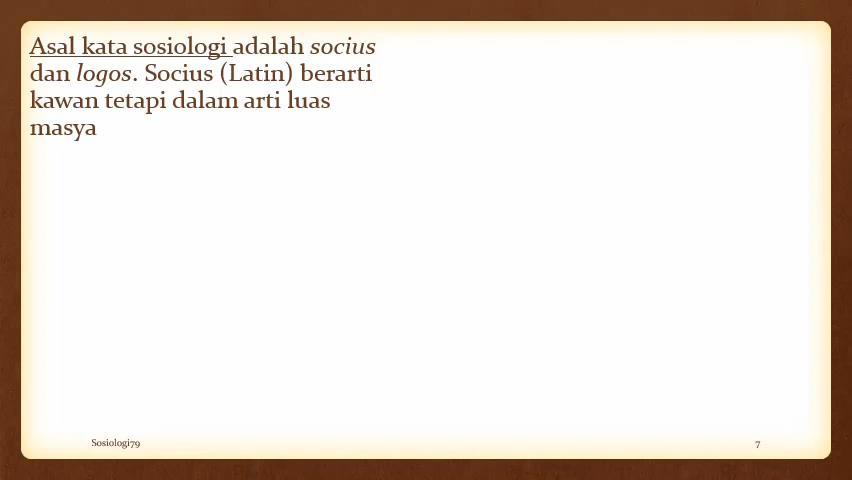 Asal kata sosiologi adalah socius
dan logos. Socius (Latin) berarti
kawan tetapi dalam arti luas
masya
Sosiologi79
7